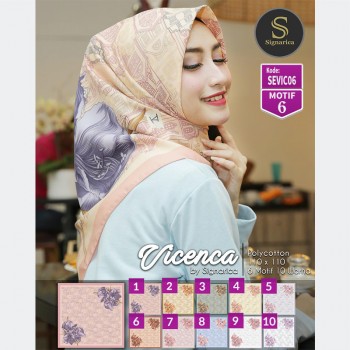 S
Signarica
Kode:
SEVIC06
MOTIF
6
Vicenca
by Signarica
Polycotton
110 x 110
6 Motif 10 Warna
1 2 3 4 5
6 7 8 9 10